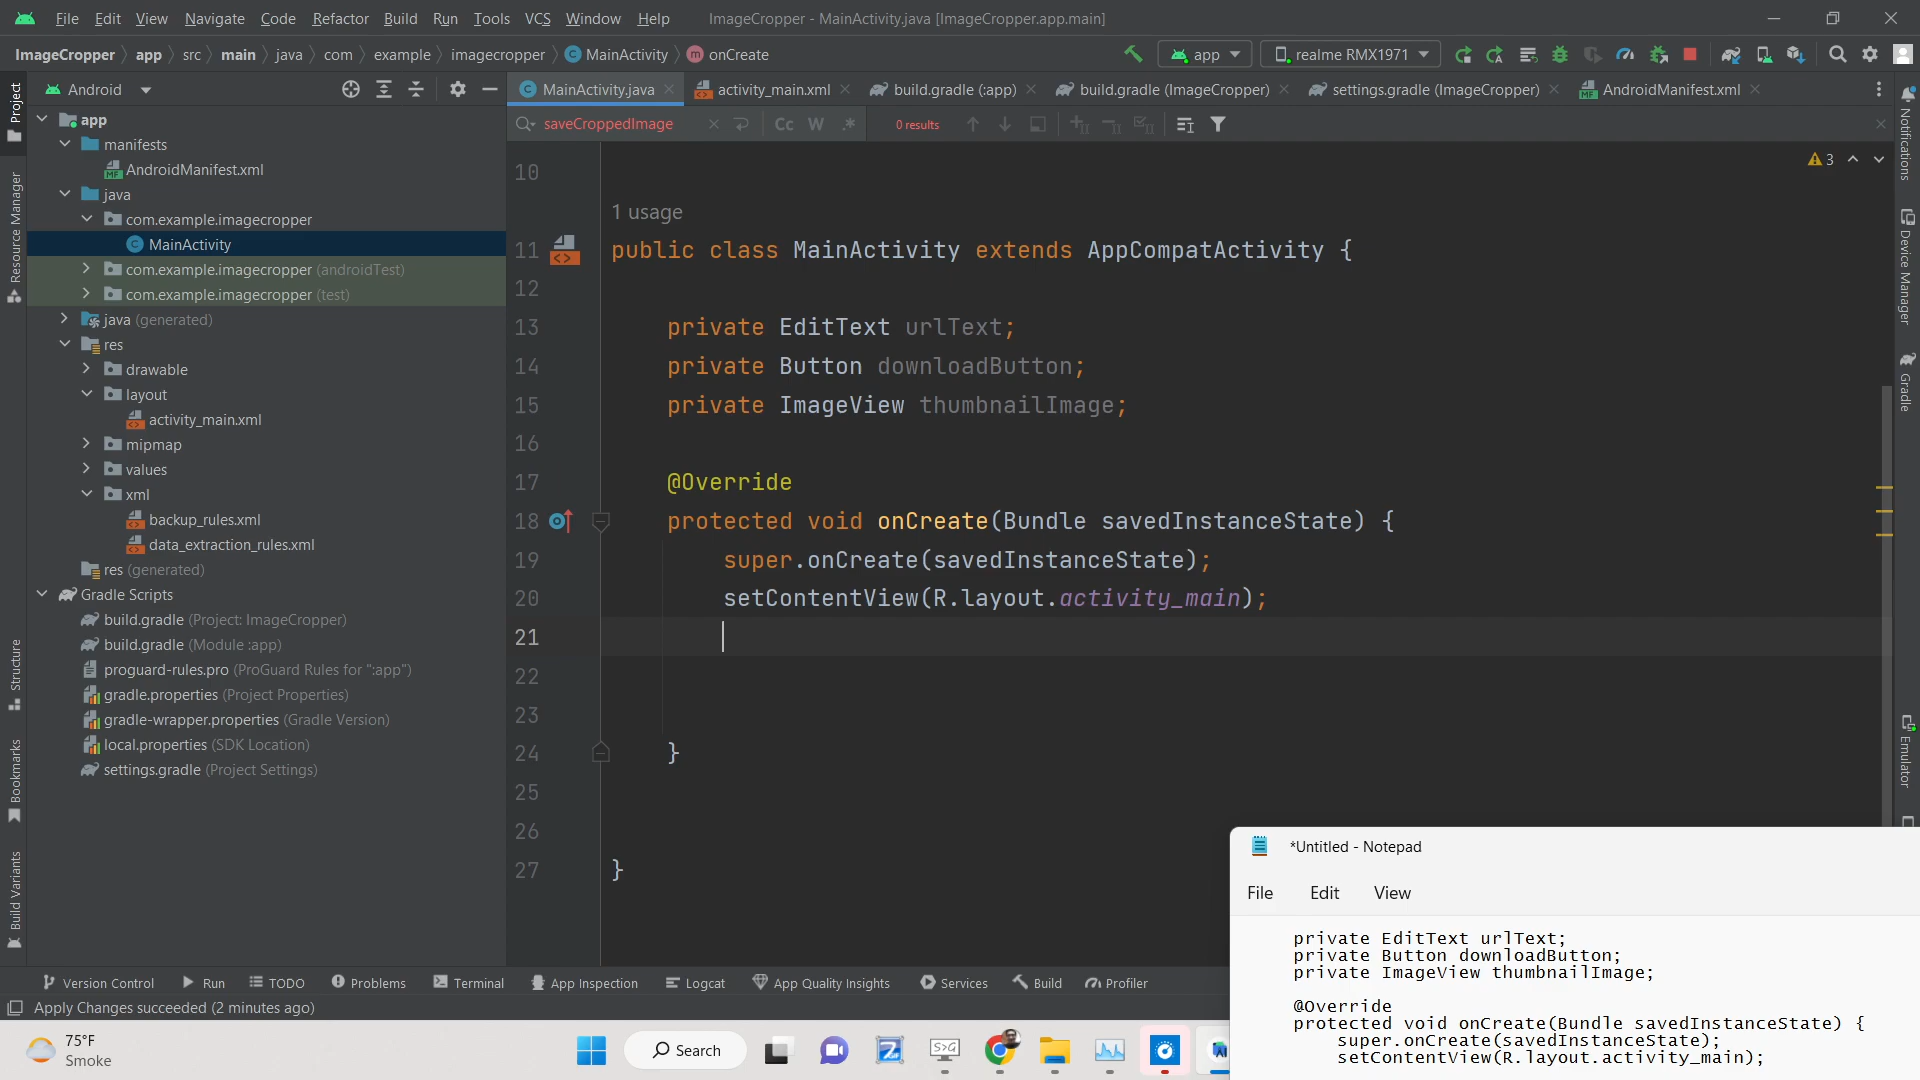 File Edit View Navigate Code Refactor Build Run Tools VCS Window Help ImageCropper - MainActivity.java [ImageCropper.app.main]
ImageCropper app src main java com example imagecropper MainActivity onCreate app realme RMX1971
Android
MainActivity.java activity_main.xml build.gradle (:app) build.gradle (ImageCropper) settings.gradle (ImageCropper) AndroidManifest.xml
saveCroppedImage Cc W .* 0 results
3
Project
Resource Manager
Structure
Bookmarks
Build Variants
app
manifests
AndroidManifest.xml
java
com.example.imagecropper
MainActivity
com.example.imagecropper (androidTest)
com.example.imagecropper (test)
java (generated)
res
drawable
layout
activity_main.xml
mipmap
values
xml
backup_rules.xml
data_extraction_rules.xml
res (generated)
Gradle Scripts
build.gradle (Project: ImageCropper)
build.gradle (Module :app)
proguard-rules.pro (ProGuard Rules for ":app")
gradle.properties (Project Properties)
gradle-wrapper.properties (Gradle Version)
local.properties (SDK Location)
settings.gradle (Project Settings)
10
1 usage
11 public class MainActivity extends AppCompatActivity {
12
13 private EditText urlText;
14 private Button downloadButton;
15 private ImageView thumbnailImage;
16
17 @Override
18 protected void onCreate(Bundle savedInstanceState) {
19 super.onCreate(savedInstanceState);
20 setContentView(R.layout.activity_main);
21
22
23
24 }
25
26
27 }
Notifications
Device Manager
Gradle
Emulator
*Untitled - Notepad
File Edit View
private EditText urlText;
private Button downloadButton;
private ImageView thumbnailImage;
@Override
protected void onCreate(Bundle savedInstanceState) {
super.onCreate(savedInstanceState);
setContentView(R.layout.activity_main);
Version Control Run TODO Problems Terminal App Inspection Logcat App Quality Insights Services Build Profiler
Apply Changes succeeded (2 minutes ago)
75°F
Smoke
Search